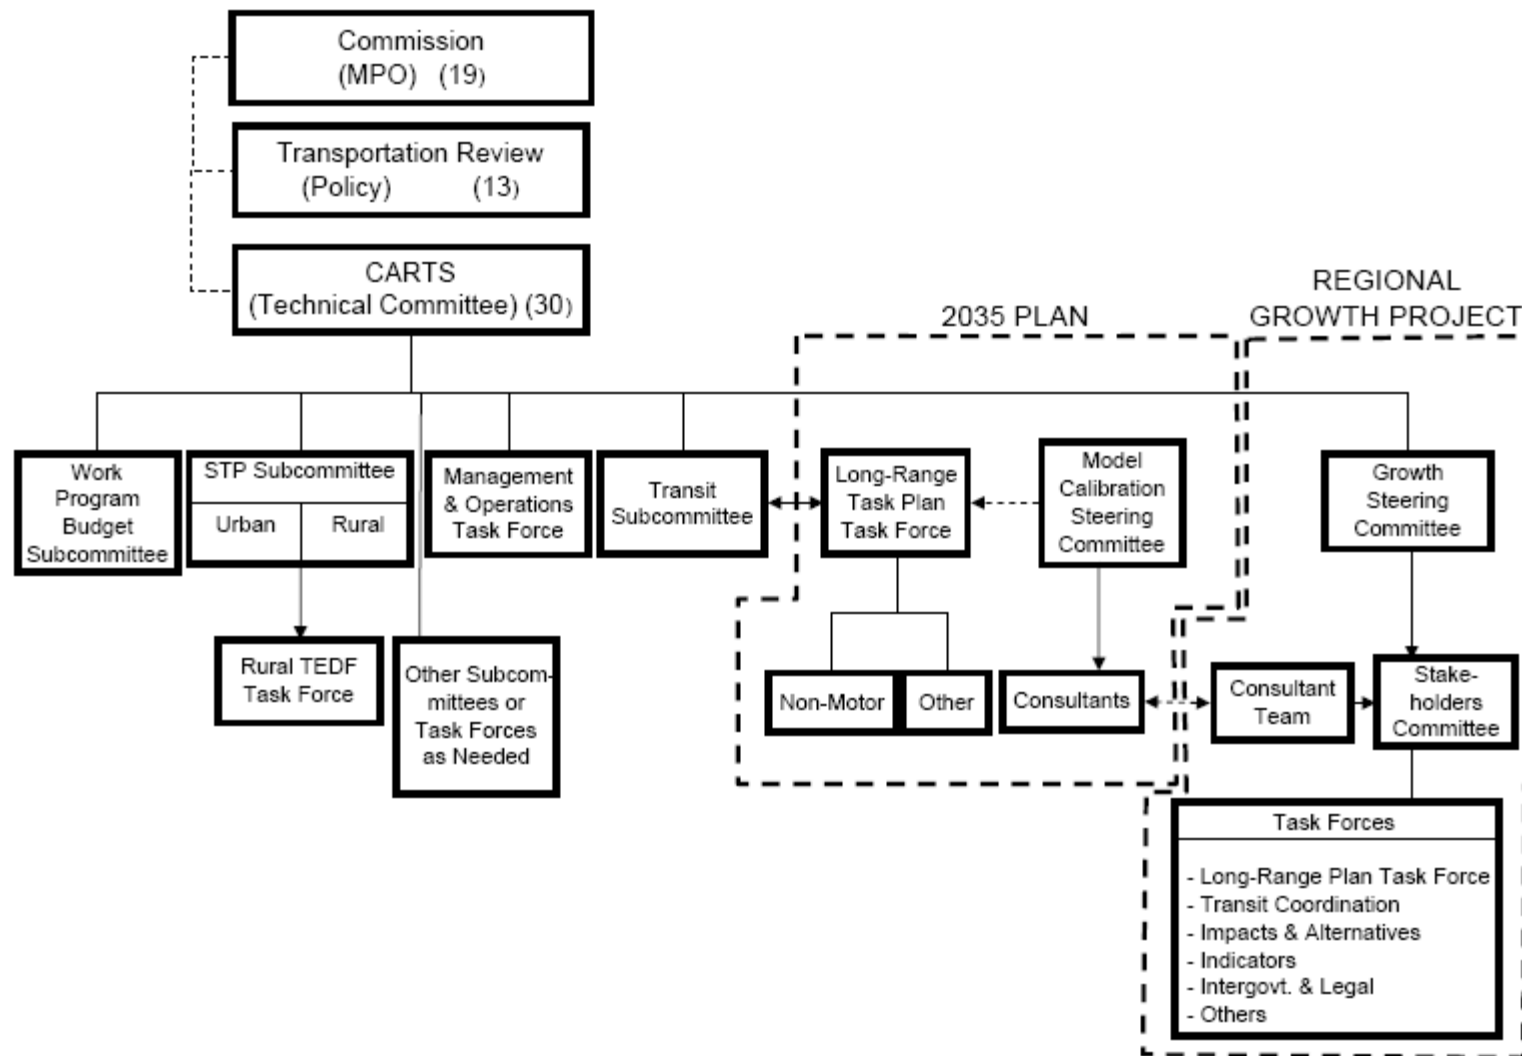 Commission
(MPO) (19)
Transportation Review
(Policy) (13)
CARTS
(Technical Committee) (30)
2035 PLAN
REGIONAL
GROWTH PROJECT
Work
Program
Budget
Subcommittee
STP Subcommittee
Urban Rural
Management
& Operations
Task Force
Transit
Subcommittee
Long-Range
Task Plan
Task Force
Model
Calibration
Steering
Committee
Growth
Steering
Committee
Rural TEDF
Task Force
Other Subcom-
mittees or
Task Forces
as Needed
Non-Motor
Other
Consultants
Consultant
Team
Stake-
holders
Committee
Task Forces
- Long-Range Plan Task Force
- Transit Coordination
- Impacts & Alternatives
- Indicators
- Intergovt. & Legal
- Others